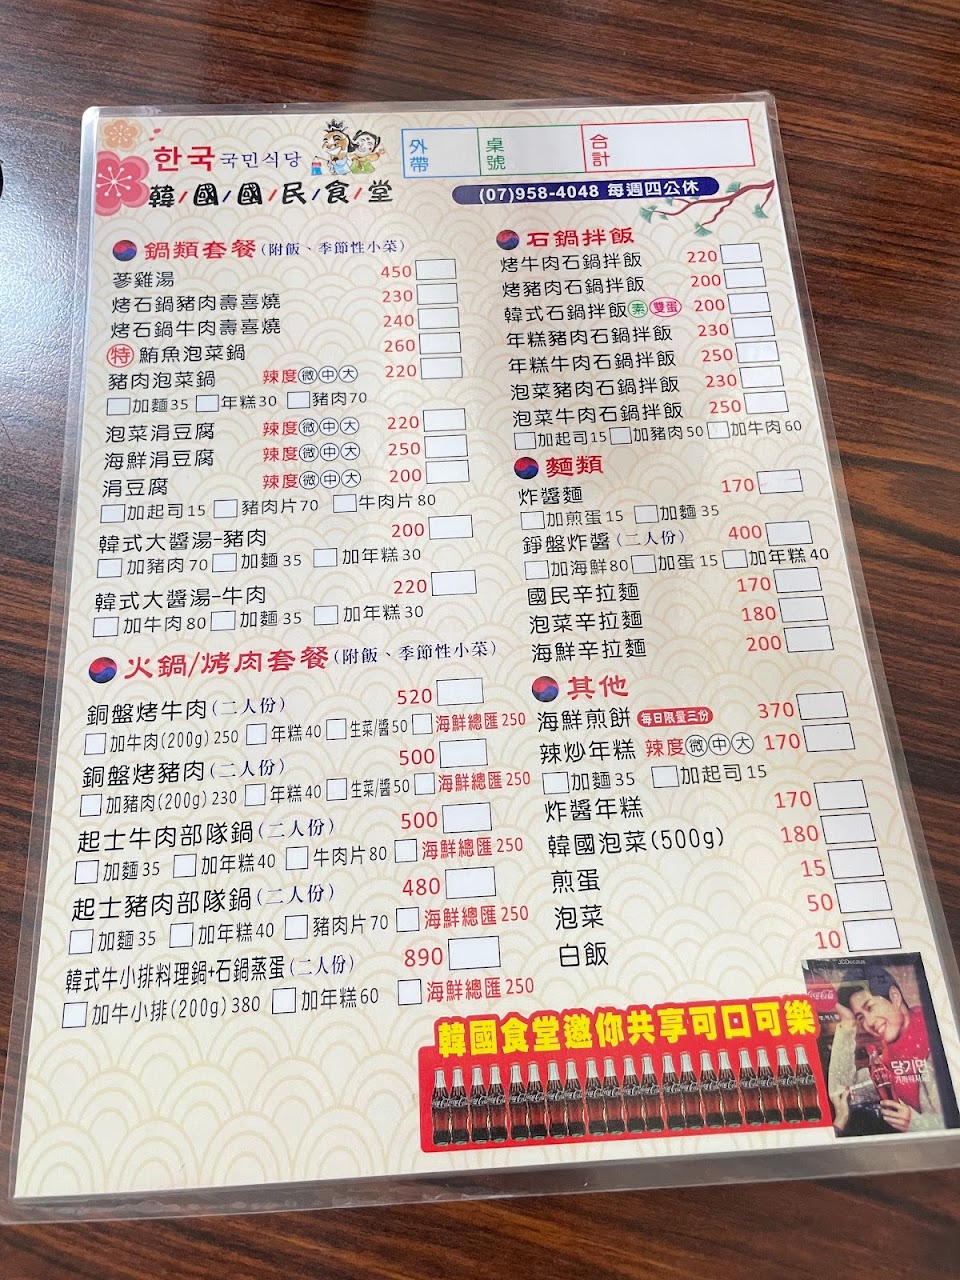 한국 국민식당
韓/國/國/民/食/堂
外帶
桌號
合計
(07)958-4048 每週四公休
鍋類套餐(附飯、季節性小菜)
蔘雞湯 450
烤石鍋豬肉壽喜燒 230
烤石鍋牛肉壽喜燒 240
特 鮪魚泡菜鍋 260
豬肉泡菜鍋 辣度微中大 220
加麵35 年糕30 豬肉70
泡菜涓豆腐 辣度微中大 220
海鮮涓豆腐 辣度微中大 250
涓豆腐 辣度微中大 200
加起司15 豬肉片70 牛肉片80
韓式大醬湯-豬肉 200
加豬肉70 加麵35 加年糕30
韓式大醬湯-牛肉 220
加牛肉80 加麵35 加年糕30
火鍋/烤肉套餐(附飯、季節性小菜)
銅盤烤牛肉(二人份) 520
加牛肉(200g)250 年糕40 生菜/醬50 海鮮總匯250
銅盤烤豬肉(二人份) 500
加豬肉(200g)230 年糕40 生菜/醬50 海鮮總匯250
起士牛肉部隊鍋(二人份) 500
加麵35 加年糕40 牛肉片80 海鮮總匯250
起士豬肉部隊鍋(二人份) 480
加麵35 加年糕40 豬肉片70 海鮮總匯250
韓式牛小排料理鍋+石鍋蒸蛋(二人份) 890
加牛小排(200g)380 加年糕60 海鮮總匯250
石鍋拌飯
烤牛肉石鍋拌飯 220
烤豬肉石鍋拌飯 200
韓式石鍋拌飯 素 雙蛋 200
年糕豬肉石鍋拌飯 230
年糕牛肉石鍋拌飯 250
泡菜豬肉石鍋拌飯 230
泡菜牛肉石鍋拌飯 250
加起司15 加豬肉50 加牛肉60
麵類
炸醬麵 170
加煎蛋15 加麵35
錚盤炸醬(二人份) 400
加海鮮80 加蛋15 加年糕40
國民辛拉麵 170
泡菜辛拉麵 180
海鮮辛拉麵 200
其他
海鮮煎餅 每日限量三份 370
辣炒年糕 辣度微中大 170
加麵35 加起司15
炸醬年糕 170
韓國泡菜(500g) 180
煎蛋 15
泡菜 50
白飯 10
韓國食堂邀你共享可口可樂
JCDecaux
Coca-Cola
당기면